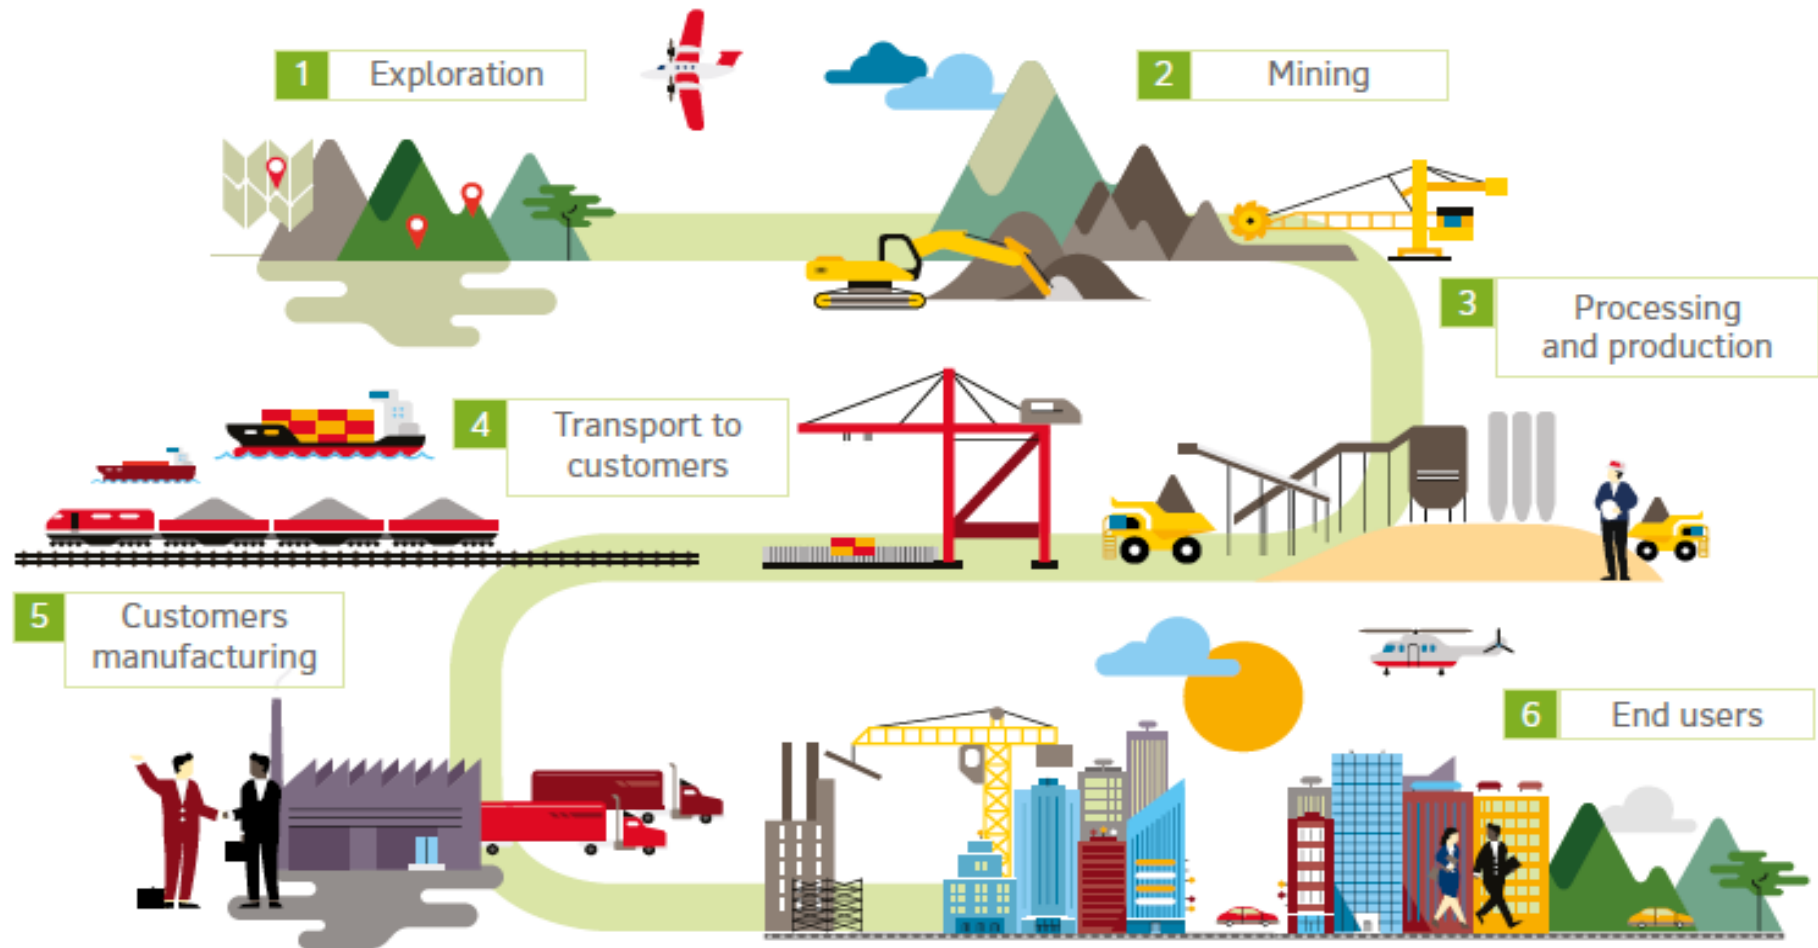 1 Exploration
2 Mining
3 Processing
and production
4 Transport to
customers
5 Customers
manufacturing
6 End users